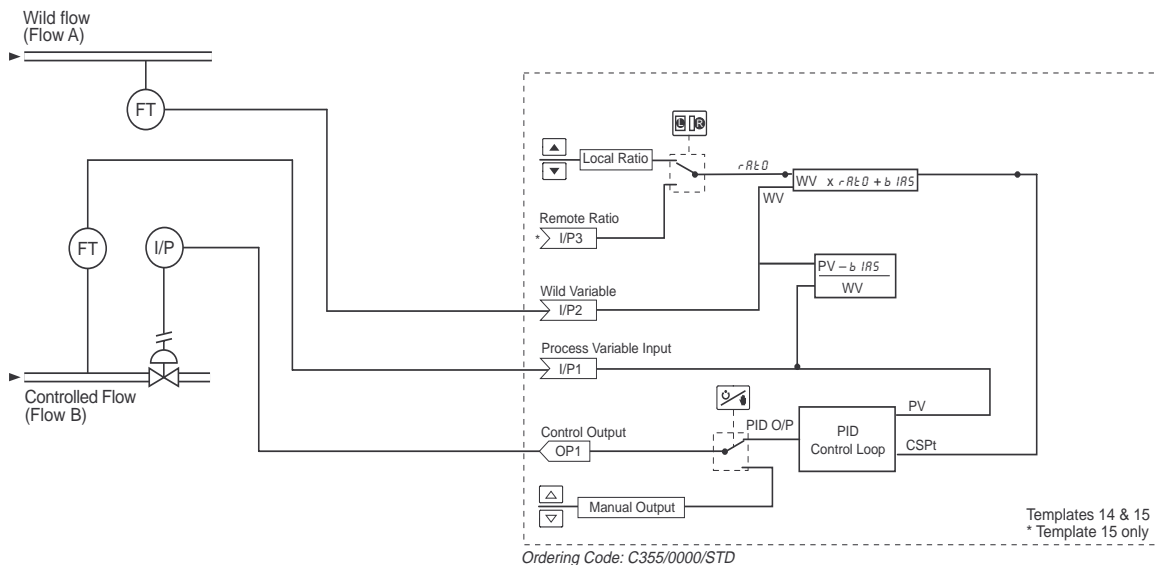 Wild flow
(Flow A)
FT
L R
Local Ratio
rAtO
WV x rAtO + bIAS
WV
Remote Ratio
* I/P3
FT
I/P
PV – bIAS
WV
Wild Variable
I/P2
Process Variable Input
I/P1
Controlled Flow
(Flow B)
PV
Control Output
OP1
PID O/P
PID
Control Loop
CSPt
Manual Output
Templates 14 & 15
* Template 15 only
Ordering Code: C355/0000/STD